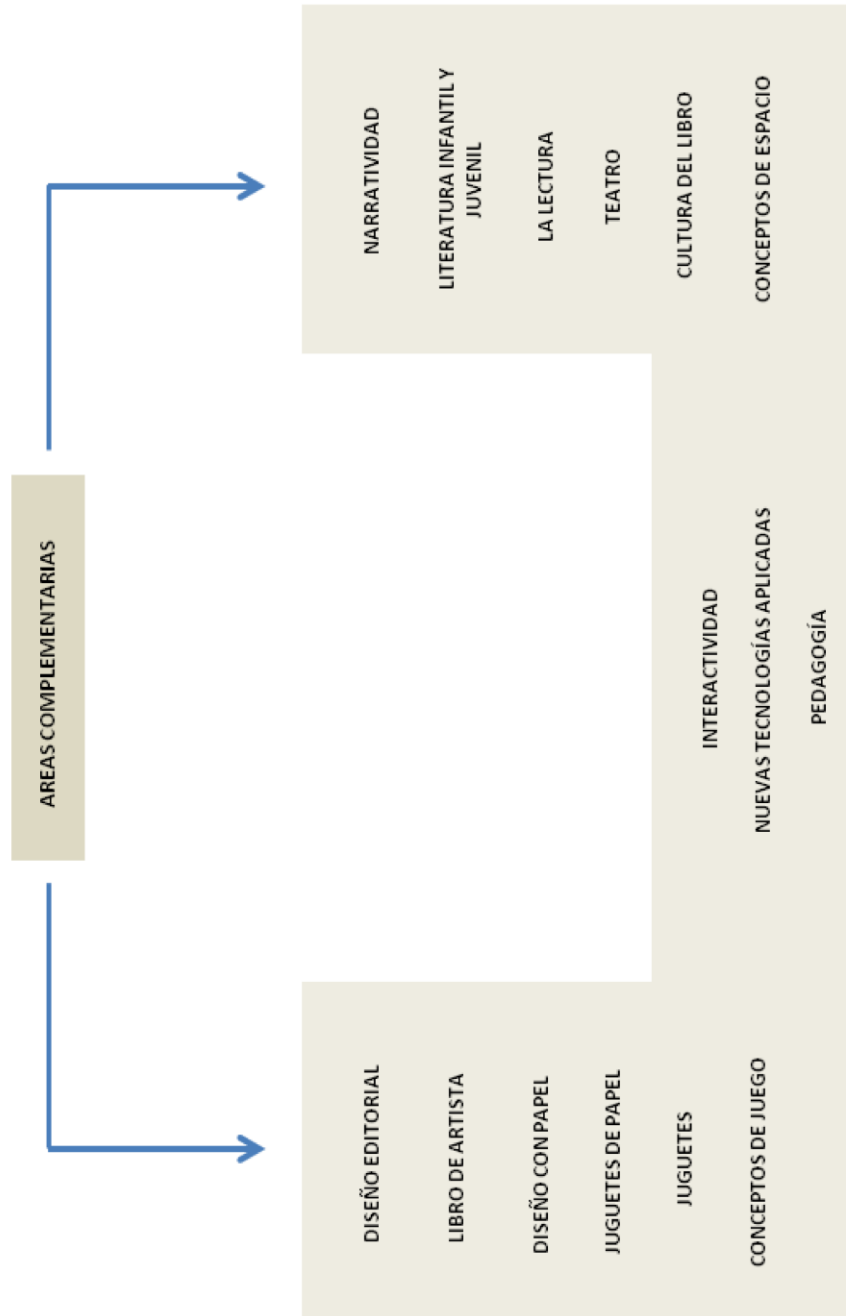 AREAS COMPLEMENTARIAS
DISEÑO EDITORIAL
LIBRO DE ARTISTA
DISEÑO CON PAPEL
JUGUETES DE PAPEL
JUGUETES
CONCEPTOS DE JUEGO
INTERACTIVIDAD
NUEVAS TECNOLOGÍAS APLICADAS
PEDAGOGÍA
NARRATIVIDAD
LITERATURA INFANTIL Y
JUVENIL
LA LECTURA
TEATRO
CULTURA DEL LIBRO
CONCEPTOS DE ESPACIO